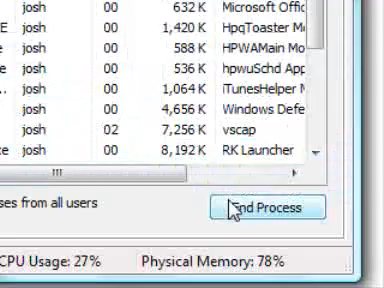 josh 00 632 K Microsoft Offic
E josh 00 1,420 K HpqToaster M
e josh 00 588 K HPWAMain Mo
josh 00 536 K hpwuSchd App
.. josh 00 1,064 K iTunesHelper M
josh 00 4,656 K Windows Defe
josh 02 7,256 K vscap
ce josh 00 8,192 K RK Launcher
ses from all users
End Process
CPU Usage: 27% Physical Memory: 78%